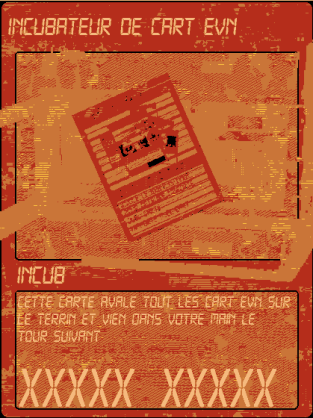 INCUBATEUR DE CART EVN
INCUB
CETTE CARTE AVALE TOUT LES CART EVN SUR
LE TERRIN ET VIEN DANS VOTRE MAIN LE
TOUR SUIVANT
XXXXX XXXXX